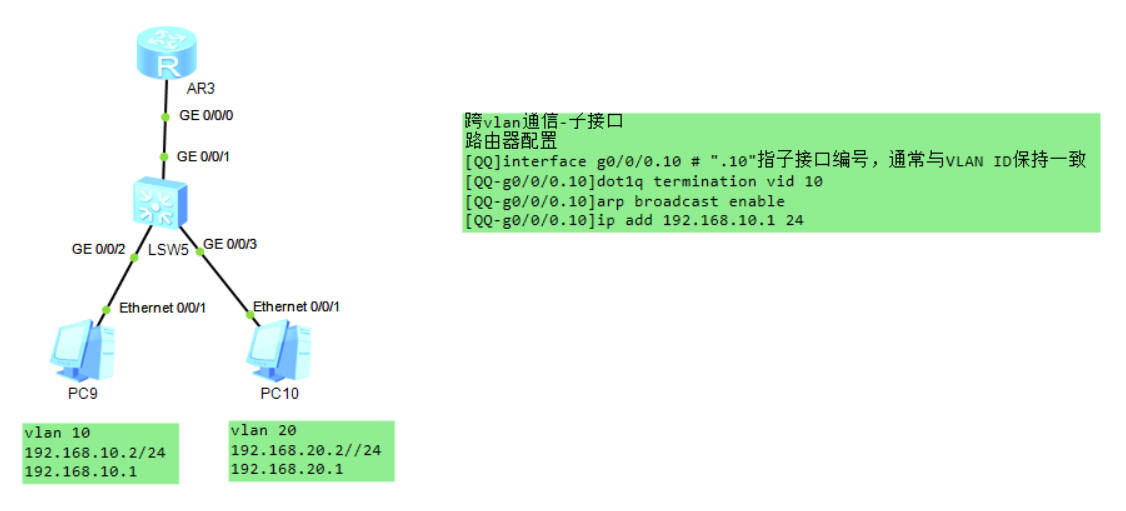 R
AR3
GE 0/0/0
GE 0/0/1
LSW5
GE 0/0/2
GE 0/0/3
Ethernet 0/0/1
Ethernet 0/0/1
PC9
PC10
vlan 10
192.168.10.2/24
192.168.10.1
vlan 20
192.168.20.2//24
192.168.20.1
跨vlan通信-子接口
路由器配置
[QQ]interface g0/0/0.10 # ".10"指子接口编号，通常与VLAN ID保持一致
[QQ-g0/0/0.10]dot1q termination vid 10
[QQ-g0/0/0.10]arp broadcast enable
[QQ-g0/0/0.10]ip add 192.168.10.1 24